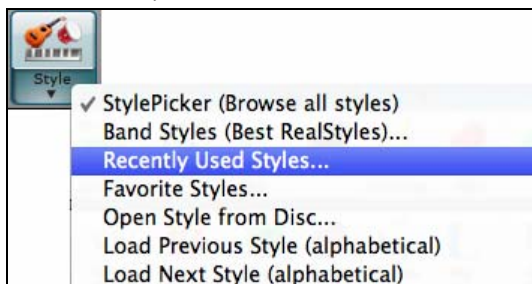 Style
✓ StylePicker (Browse all styles)
Band Styles (Best RealStyles)...
Recently Used Styles...
Favorite Styles...
Open Style from Disc...
Load Previous Style (alphabetical)
Load Next Style (alphabetical)